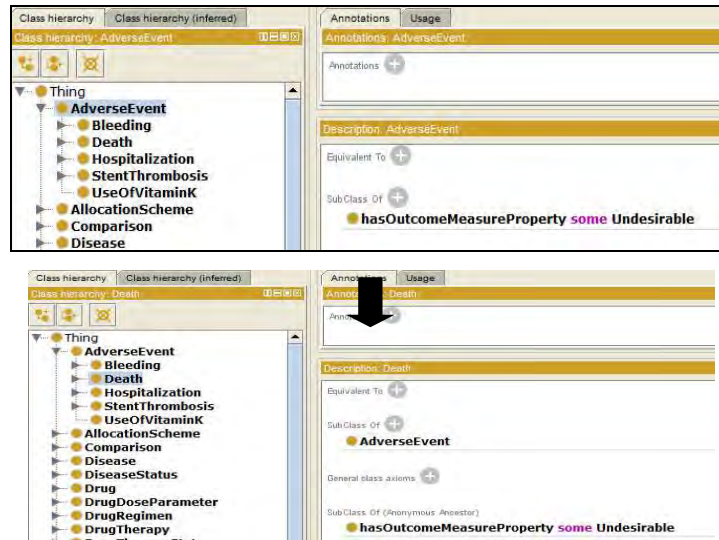 Class hierarchy Class hierarchy (inferred)
Class hierarchy: AdverseEvent
Thing
AdverseEvent
Bleeding
Death
Hospitalization
StentThrombosis
UseOfVitaminK
AllocationScheme
Comparison
Disease
Annotations Usage
Annotations: AdverseEvent
Annotations
Description: AdverseEvent
Equivalent To
SubClass Of
hasOutcomeMeasureProperty some Undesirable
Class hierarchy Class hierarchy (inferred)
Class hierarchy: Death
Thing
AdverseEvent
Bleeding
Death
Hospitalization
StentThrombosis
UseOfVitaminK
AllocationScheme
Comparison
Disease
DiseaseStatus
Drug
DrugDoseParameter
DrugRegimen
DrugTherapy
Usage
Death
Description: Death
Equivalent To
SubClass Of
AdverseEvent
General class axioms
SubClass Of (Anonymous Ancestor)
hasOutcomeMeasureProperty some Undesirable